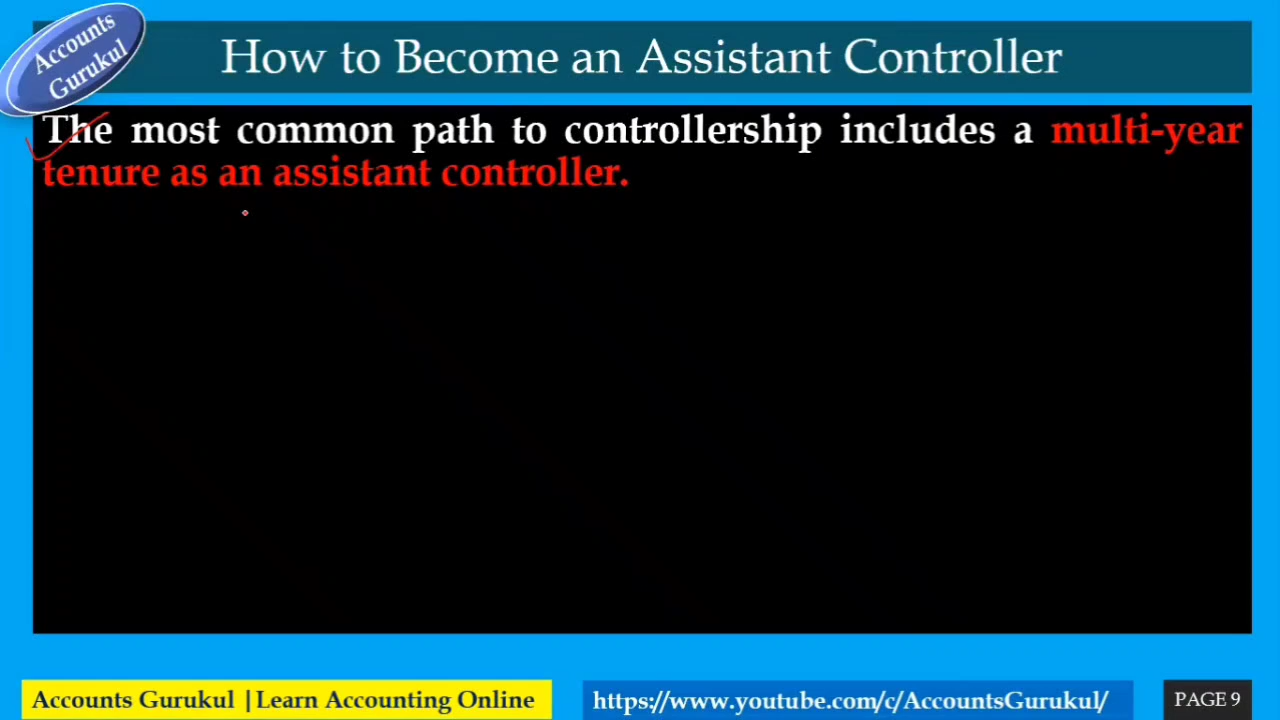 Accounts
Gurukul
How to Become an Assistant Controller
The most common path to controllership includes a multi-year
tenure as an assistant controller.
Accounts Gurukul |Learn Accounting Online
https://www.youtube.com/c/AccountsGurukul/
PAGE 9